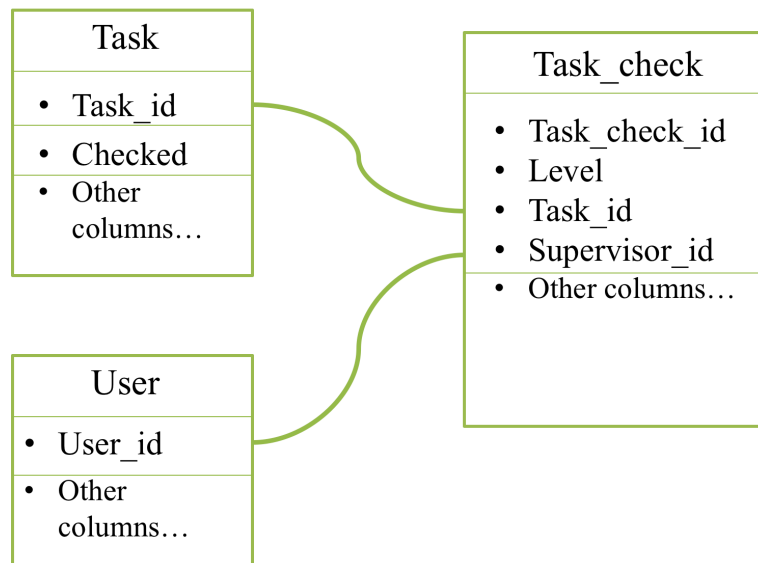 Task
• Task_id
• Checked
• Other
columns…
Task_check
• Task_check_id
• Level
• Task_id
• Supervisor_id
• Other columns…
User
• User_id
• Other
columns…